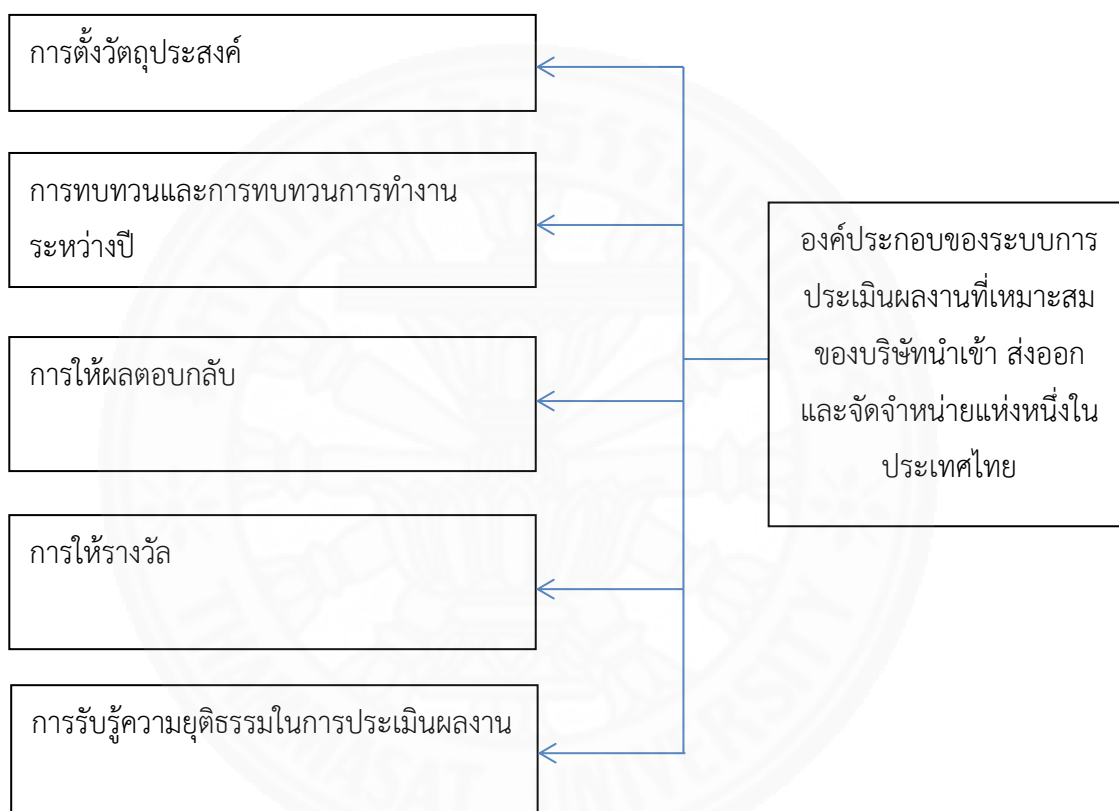 การตั้งวัตถุประสงค์
การทบทวนและการทบทวนการทำงาน
ระหว่างปี
การให้ผลตอบกลับ
การให้รางวัล
การรับรู้ความยุติธรรมในการประเมินผลงาน
องค์ประกอบของระบบการ
ประเมินผลงานที่เหมาะสม
ของบริษัทนำเข้า ส่งออก
และจัดจำหน่ายแห่งหนึ่งใน
ประเทศไทย
THAMMASAT UNIVERSITY